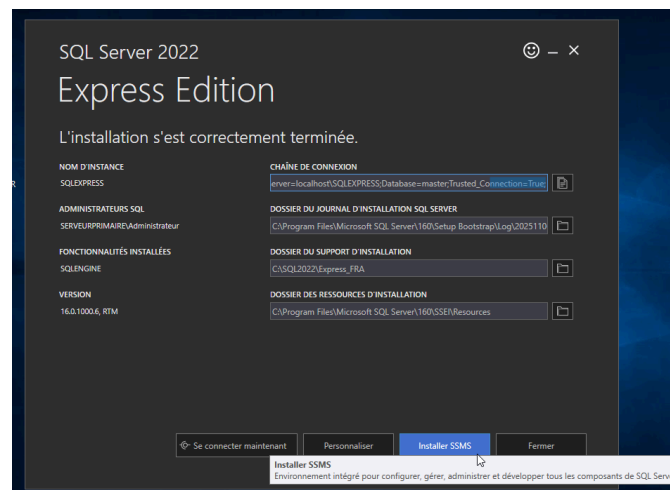 SQL Server 2022
Express Edition
L'installation s'est correctement terminée.
NOM D'INSTANCE
SQLEXPRESS
CHAÎNE DE CONNEXION
erver=localhost\SQLEXPRESS;Database=master;Trusted_Connection=True;
ADMINISTRATEURS SQL
SERVEURPRIMAIRE\Administrateur
DOSSIER DU JOURNAL D'INSTALLATION SQL SERVER
C:\Program Files\Microsoft SQL Server\160\Setup Bootstrap\Log\2025110
FONCTIONNALITÉS INSTALLÉES
SQLENGINE
DOSSIER DU SUPPORT D'INSTALLATION
C:\SQL2022\Express_FRA
VERSION
16.0.1000.6, RTM
DOSSIER DES RESSOURCES D'INSTALLATION
C:\Program Files\Microsoft SQL Server\160\SSEI\Resources
Se connecter maintenant
Personnaliser
Installer SSMS
Fermer
Installer SSMS
Environnement intégré pour configurer, gérer, administrer et développer tous les composants de SQL Serve